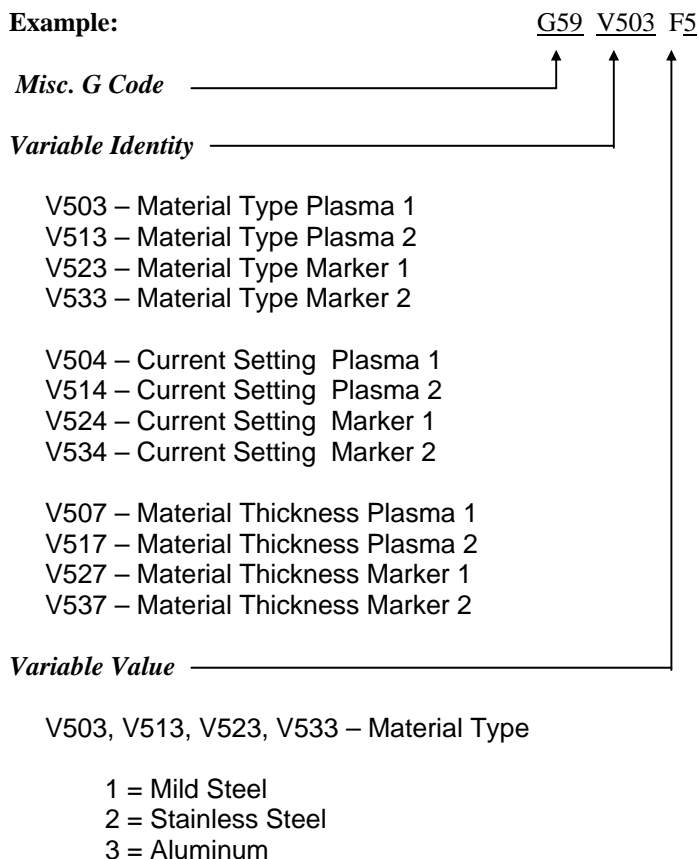 Example: G59 V503 F5
Misc. G Code
Variable Identity
V503 – Material Type Plasma 1
V513 – Material Type Plasma 2
V523 – Material Type Marker 1
V533 – Material Type Marker 2
V504 – Current Setting Plasma 1
V514 – Current Setting Plasma 2
V524 – Current Setting Marker 1
V534 – Current Setting Marker 2
V507 – Material Thickness Plasma 1
V517 – Material Thickness Plasma 2
V527 – Material Thickness Marker 1
V537 – Material Thickness Marker 2
Variable Value
V503, V513, V523, V533 – Material Type
1 = Mild Steel
2 = Stainless Steel
3 = Aluminum